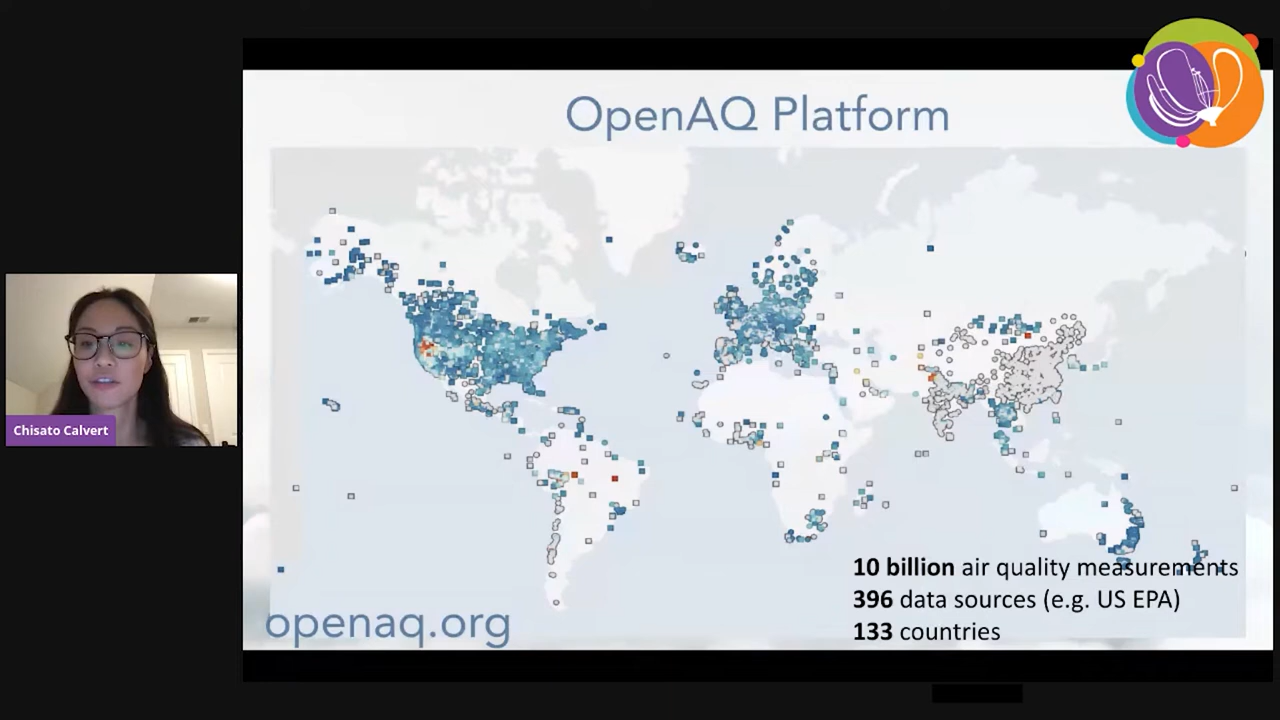 OpenAQ Platform
Chisato Calvert
10 billion air quality measurements
396 data sources (e.g. US EPA)
133 countries
openaq.org